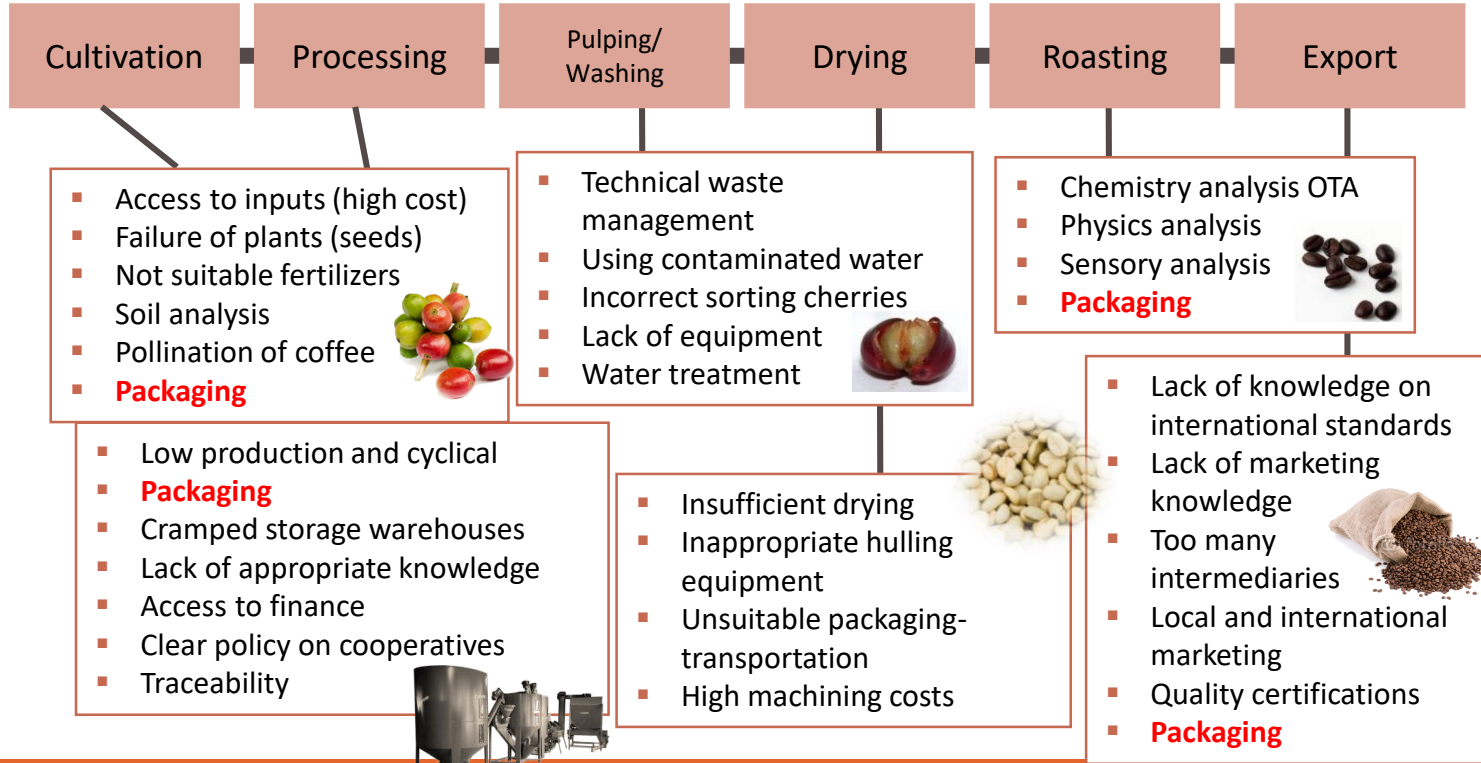 Cultivation
Processing
Pulping/
Washing
Drying
Roasting
Export
▪ Access to inputs (high cost)
▪ Failure of plants (seeds)
▪ Not suitable fertilizers
▪ Soil analysis
▪ Pollination of coffee
▪ Packaging
▪ Low production and cyclical
▪ Packaging
▪ Cramped storage warehouses
▪ Lack of appropriate knowledge
▪ Access to finance
▪ Clear policy on cooperatives
▪ Traceability
▪ Technical waste
management
▪ Using contaminated water
▪ Incorrect sorting cherries
▪ Lack of equipment
▪ Water treatment
▪ Insufficient drying
▪ Inappropriate hulling
equipment
▪ Unsuitable packaging-
transportation
▪ High machining costs
▪ Chemistry analysis OTA
▪ Physics analysis
▪ Sensory analysis
▪ Packaging
▪ Lack of knowledge on
international standards
▪ Lack of marketing
knowledge
▪ Too many
intermediaries
▪ Local and international
marketing
▪ Quality certifications
▪ Packaging